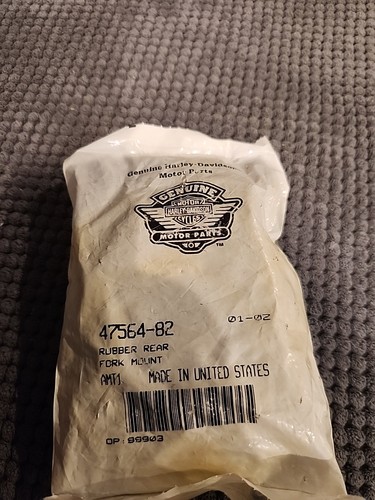 Genuine Harley-Davidson
Motor Parts
GENUINE
MOTOR
HARLEY-DAVIDSON
CYCLES
MOTOR PARTS
TM
01-02
47564-82
RUBBER REAR
FORK MOUNT
AMT1 MADE IN UNITED STATES
OP 99903